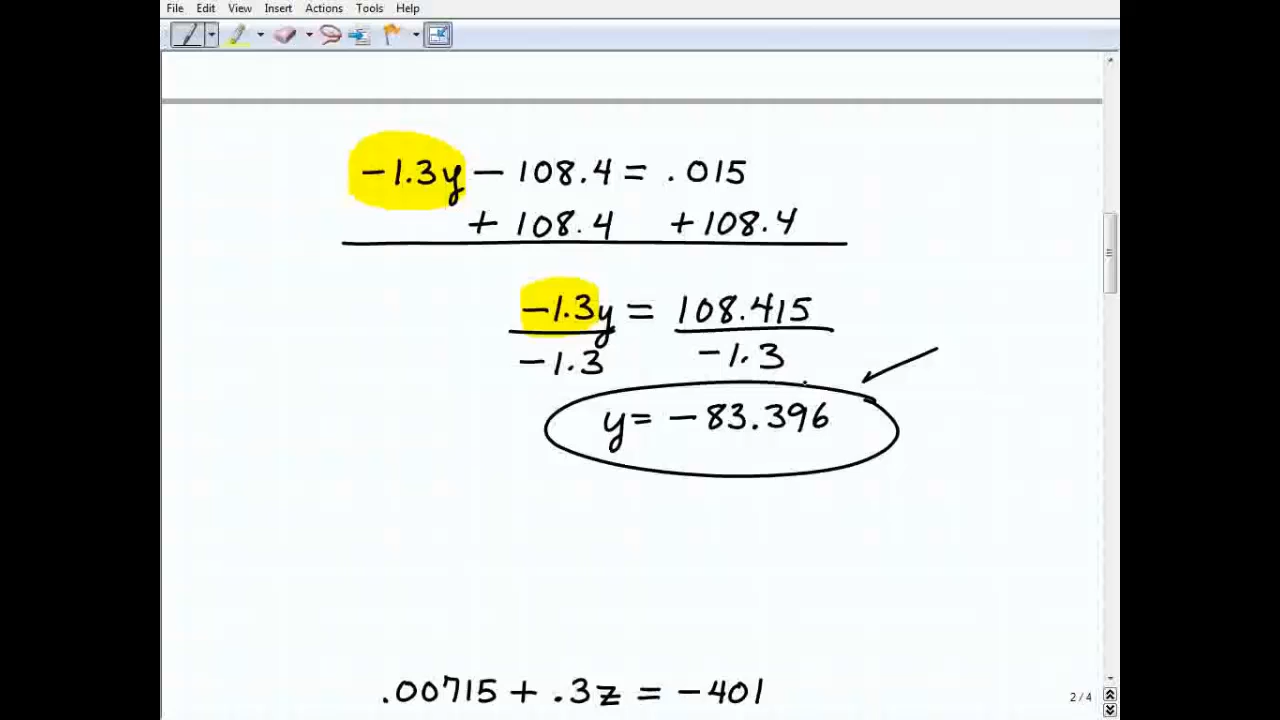 File Edit View Insert Actions Tools Help
-1.3y - 108.4 = .015
+ 108.4 + 108.4
-1.3y = 108.415
-1.3 -1.3
y = -83.396
.00715 + .3z = -401
2 / 4